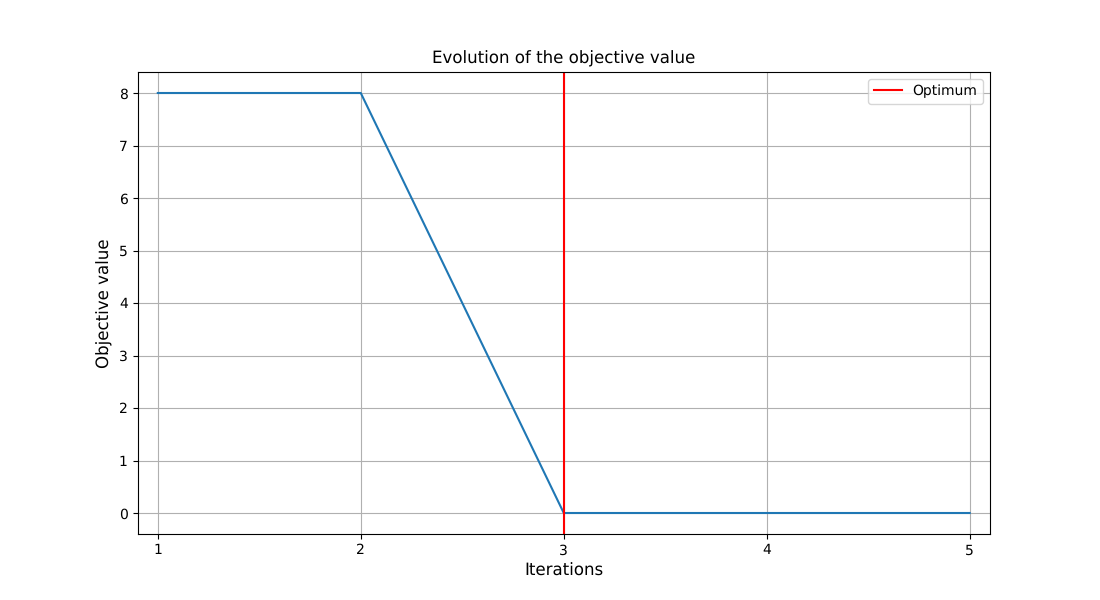 Evolution of the objective value
Optimum
8
7
6
5
4
3
2
1
0
Objective value
1 2 3 4 5
Iterations